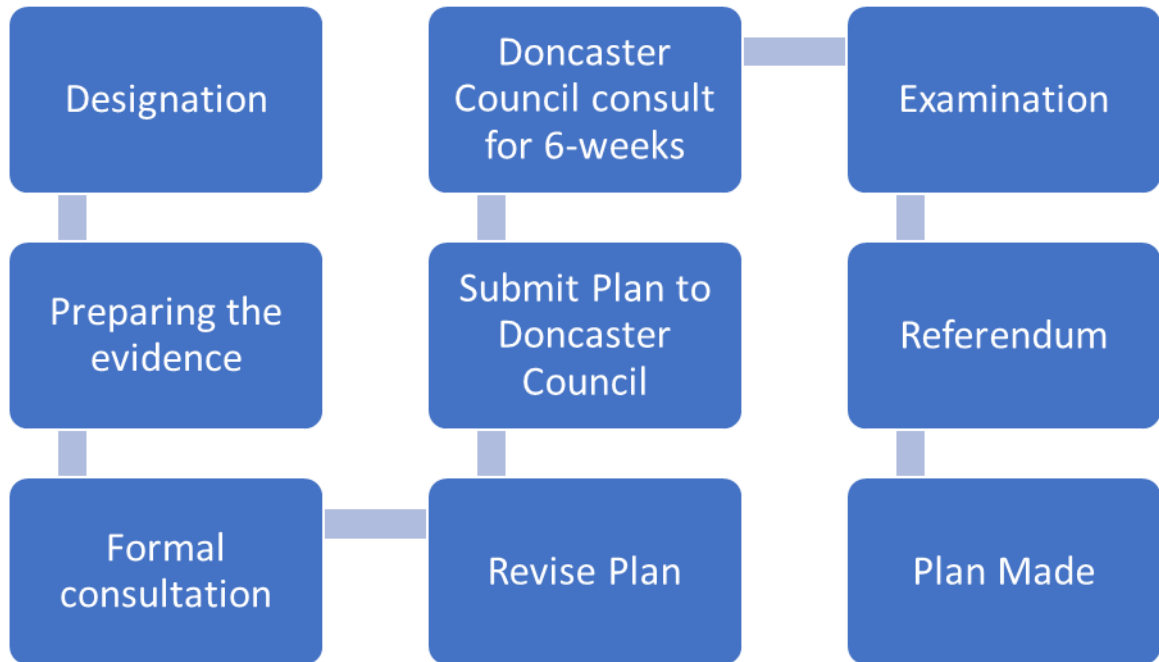 Designation
Preparing the
evidence
Formal
consultation
Revise Plan
Submit Plan to
Doncaster
Council
Doncaster
Council consult
for 6-weeks
Examination
Referendum
Plan Made